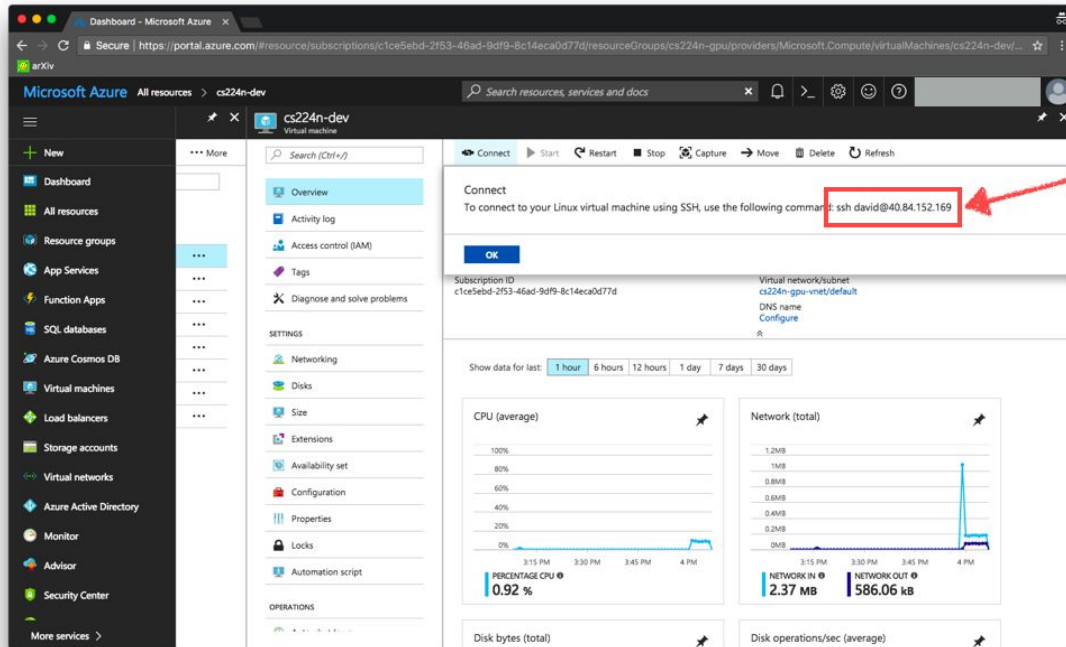 Dashboard - Microsoft Azure
Secure | https://portal.azure.com/#resource/subscriptions/c1ce5ebd-2f53-46ad-9df9-8c14eca0d77d/resourceGroups/cs224n-gpu/providers/Microsoft.Compute/virtualMachines/cs224n-dev/...
arXiv
Microsoft Azure All resources > cs224n-dev
Search resources, services and docs
cs224n-dev
Virtual machine
New
Dashboard
All resources
Resource groups
App Services
Function Apps
SQL databases
Azure Cosmos DB
Virtual machines
Load balancers
Storage accounts
Virtual networks
Azure Active Directory
Monitor
Advisor
Security Center
More services >
••• More
Search (Ctrl+/)
Overview
Activity log
Access control (IAM)
Tags
Diagnose and solve problems
SETTINGS
Networking
Disks
Size
Extensions
Availability set
Configuration
Properties
Locks
Automation script
OPERATIONS
Connect Start Restart Stop Capture Move Delete Refresh
Connect
To connect to your Linux virtual machine using SSH, use the following command: ssh david@40.84.152.169
OK
Subscription ID
c1ce5ebd-2f53-46ad-9df9-8c14eca0d77d
Virtual network/subnet
cs224n-gpu-vnet/default
DNS name
Configure
Show data for last: 1 hour 6 hours 12 hours 1 day 7 days 30 days
CPU (average)
100%
80%
60%
40%
20%
0%
3:15 PM 3:30 PM 3:45 PM 4 PM
PERCENTAGE CPU
0.92 %
Network (total)
1.2MB
1MB
0.8MB
0.6MB
0.4MB
0.2MB
0MB
3:15 PM 3:30 PM 3:45 PM 4 PM
NETWORK IN NETWORK OUT
2.37 MB 586.06 kB
Disk bytes (total)
Disk operations/sec (average)